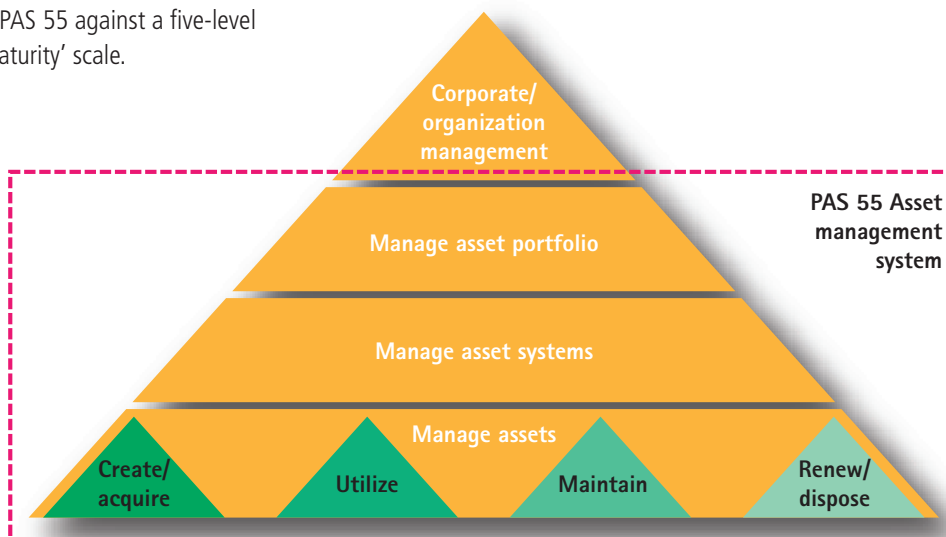 PAS 55 against a five-level
aturity’ scale.
Corporate/
organization
management
PAS 55 Asset
management
system
Manage asset portfolio
Manage asset systems
Manage assets
Create/
acquire
Utilize
Maintain
Renew/
dispose